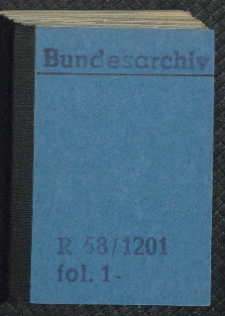 Bundesarchiv
R 58/1201
fol. 1-